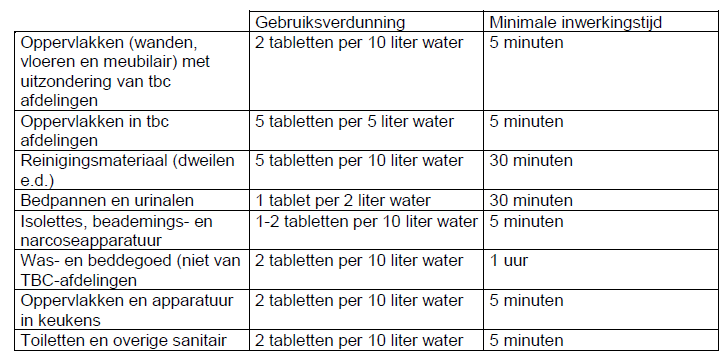 Gebruiksverdunning Minimale inwerkingstijd
Oppervlakken (wanden, 2 tabletten per 10 liter water 5 minuten
vloeren en meubilair) met
uitzondering van tbc
afdelingen
Oppervlakken in tbc 5 tabletten per 5 liter water 5 minuten
afdelingen
Reinigingsmateriaal (dweilen 5 tabletten per 10 liter water 30 minuten
e.d.)
Bedpannen en urinalen 1 tablet per 2 liter water 30 minuten
Isolettes, beademings- en 1-2 tabletten per 10 liter water 5 minuten
narcoseapparatuur
Was- en beddegoed (niet van 2 tabletten per 10 liter water 1 uur
TBC-afdelingen
Oppervlakken en apparatuur 2 tabletten per 10 liter water 5 minuten
in keukens
Toiletten en overige sanitair 2 tabletten per 10 liter water 5 minuten